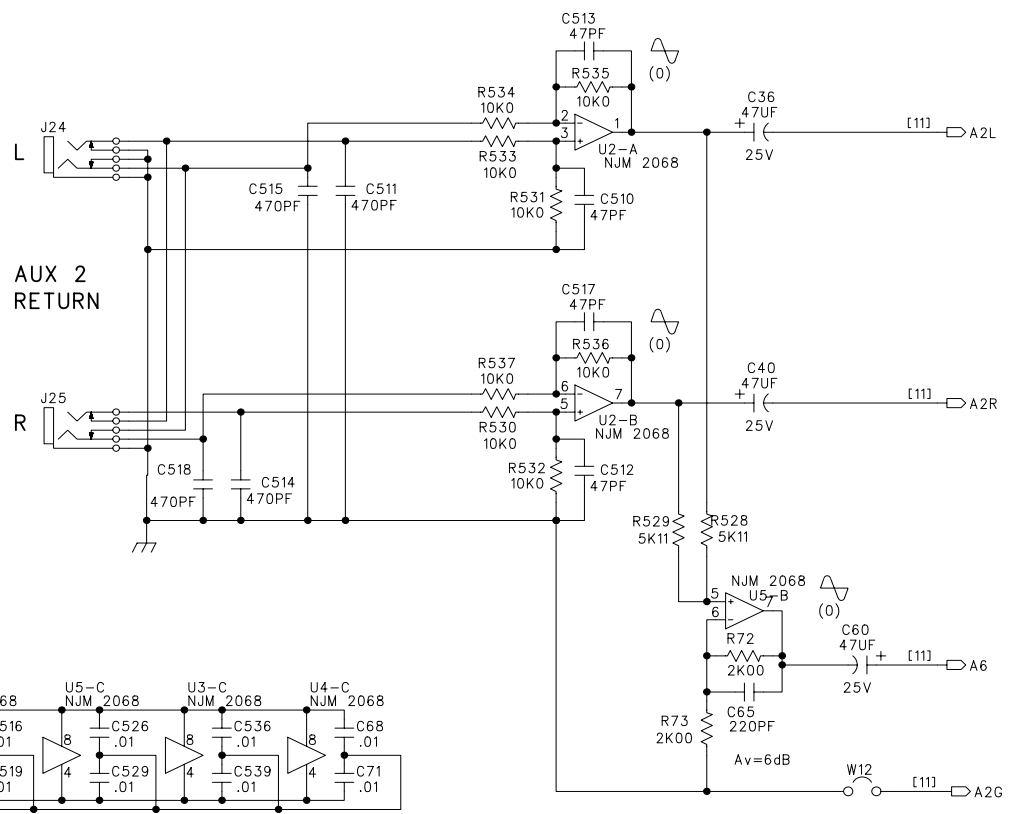 C513
47PF
(0)
R535
10K0
R534
10K0
2
3
1
U2-A
NJM 2068
R533
10K0
C36
47UF
+
25V
[11]
A2L
J24
L
C515
470PF
C511
470PF
R531
10K0
C510
47PF
AUX 2
RETURN
C517
47PF
(0)
R536
10K0
R537
10K0
6
5
7
U2-B
NJM 2068
R530
10K0
C40
47UF
+
25V
[11]
A2R
J25
R
C518
470PF
C514
470PF
R532
10K0
C512
47PF
R529
5K11
R528
5K11
NJM 2068
U5-B
5
6
7
(0)
R72
2K00
C60
47UF
+
25V
[11]
A6
C65
220PF
R73
2K00
Av=6dB
W12
[11]
A2G
68
U5-C
NJM 2068
U3-C
NJM 2068
U4-C
NJM 2068
516
.01
8
C526
.01
8
C536
.01
8
C68
.01
519
.01
4
C529
.01
4
C539
.01
4
C71
.01